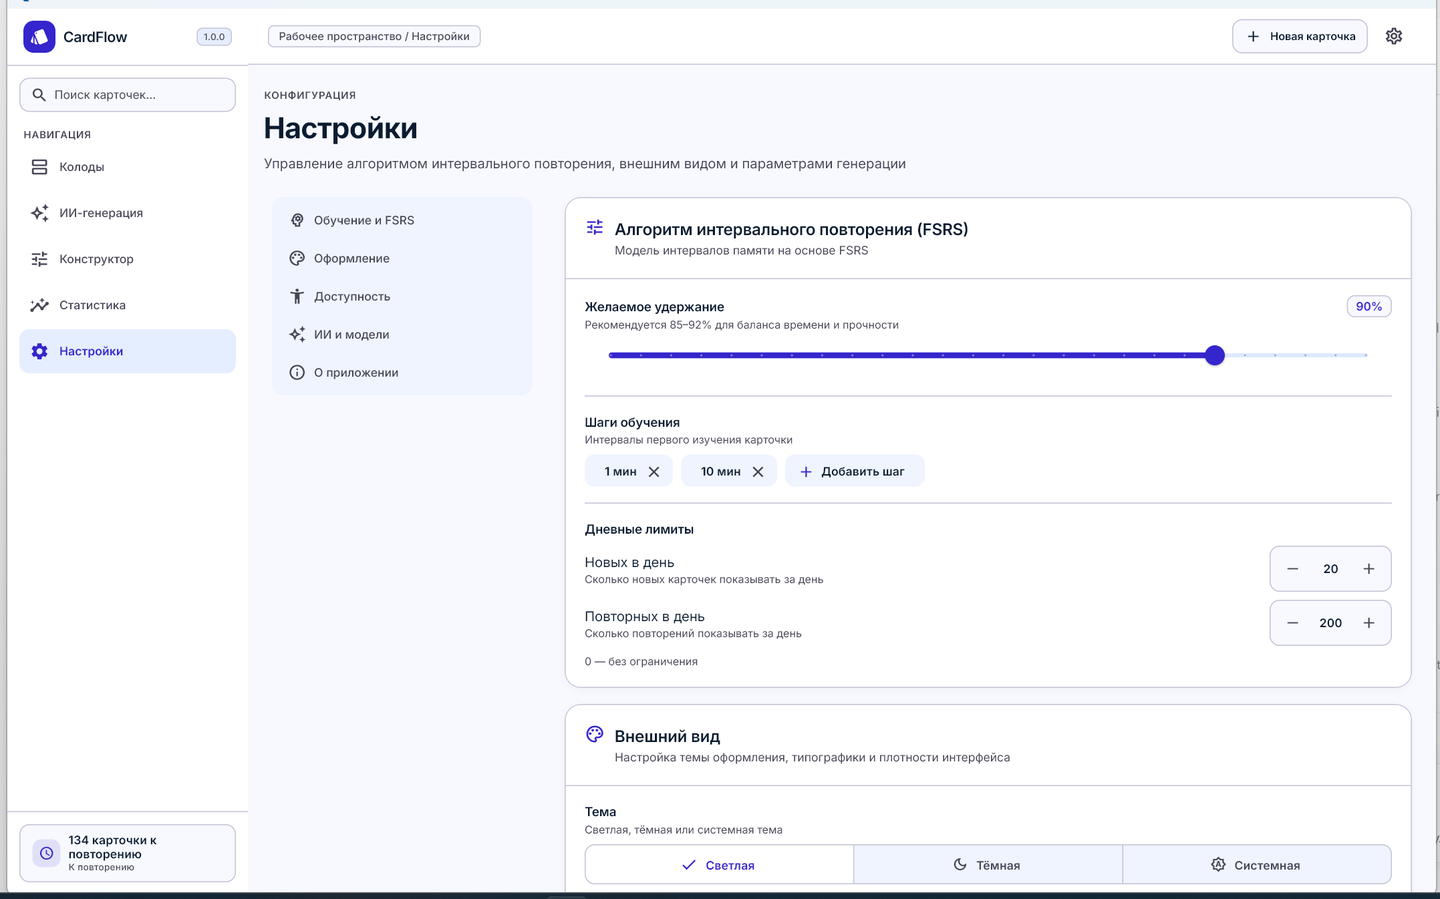 CardFlow
1.0.0
Рабочее пространство / Настройки
Новая карточка
Поиск карточек...
НАВИГАЦИЯ
Колоды
ИИ-генерация
Конструктор
Статистика
Настройки
134 карточки к
повторению
К повторению
КОНФИГУРАЦИЯ
Настройки
Управление алгоритмом интервального повторения, внешним видом и параметрами генерации
Обучение и FSRS
Оформление
Доступность
ИИ и модели
О приложении
Алгоритм интервального повторения (FSRS)
Модель интервалов памяти на основе FSRS
Желаемое удержание
90%
Рекомендуется 85–92% для баланса времени и прочности
Шаги обучения
Интервалы первого изучения карточки
1 мин
10 мин
Добавить шаг
Дневные лимиты
Новых в день
Сколько новых карточек показывать за день
20
Повторных в день
Сколько повторений показывать за день
200
0 — без ограничения
Внешний вид
Настройка темы оформления, типографики и плотности интерфейса
Тема
Светлая, тёмная или системная тема
Светлая
Тёмная
Системная